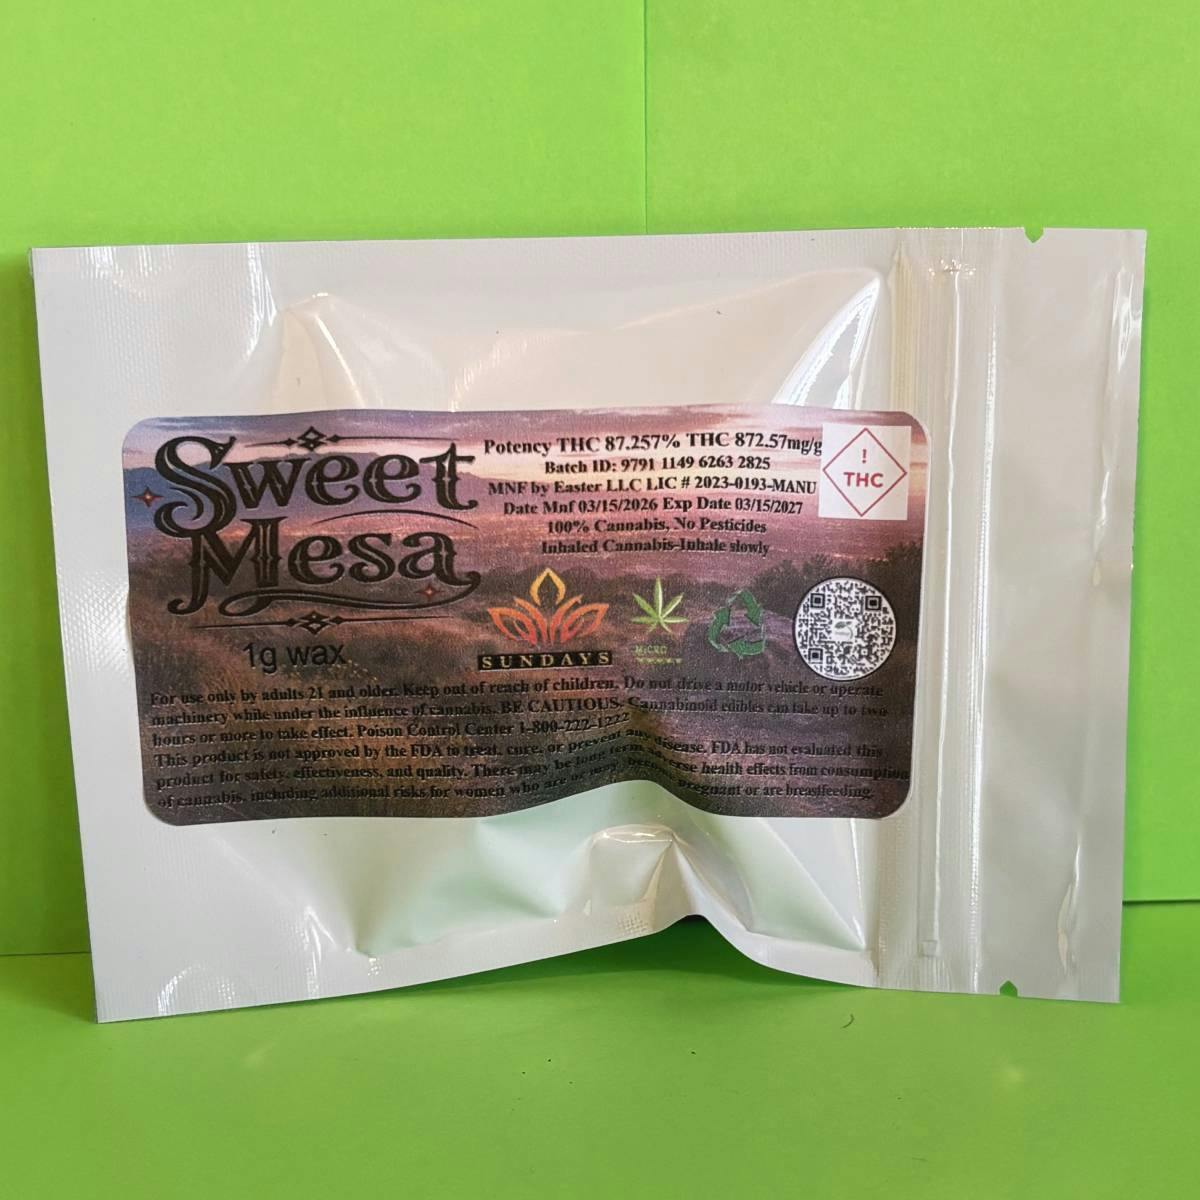 Sweet
Mesa
1g wax
Potency THC 87.257% THC 872.57mg/g
Batch ID: 9791 1149 6263 2825
MNF by Easter LLC LIC # 2023-0193-MANU
Date Mnf 03/15/2026 Exp Date 03/15/2027
100% Cannabis, No Pesticides
Inhaled Cannabis-Inhale slowly
!
THC
SUNDAYS
MICRO
For use only by adults 21 and older. Keep out of reach of children. Do not drive a motor vehicle or operate
machinery while under the influence of cannabis. BE CAUTIOUS- Cannabinoid edibles can take up to two
hours or more to take effect. Poison Control Center 1-800-222-1222
This product is not approved by the FDA to treat, cure, or prevent any disease. FDA has not evaluated this
product for safety, effectiveness, and quality. There may be long term adverse health effects from consumption
of cannabis, including additional risks for women who are or may become pregnant or are breastfeeding.